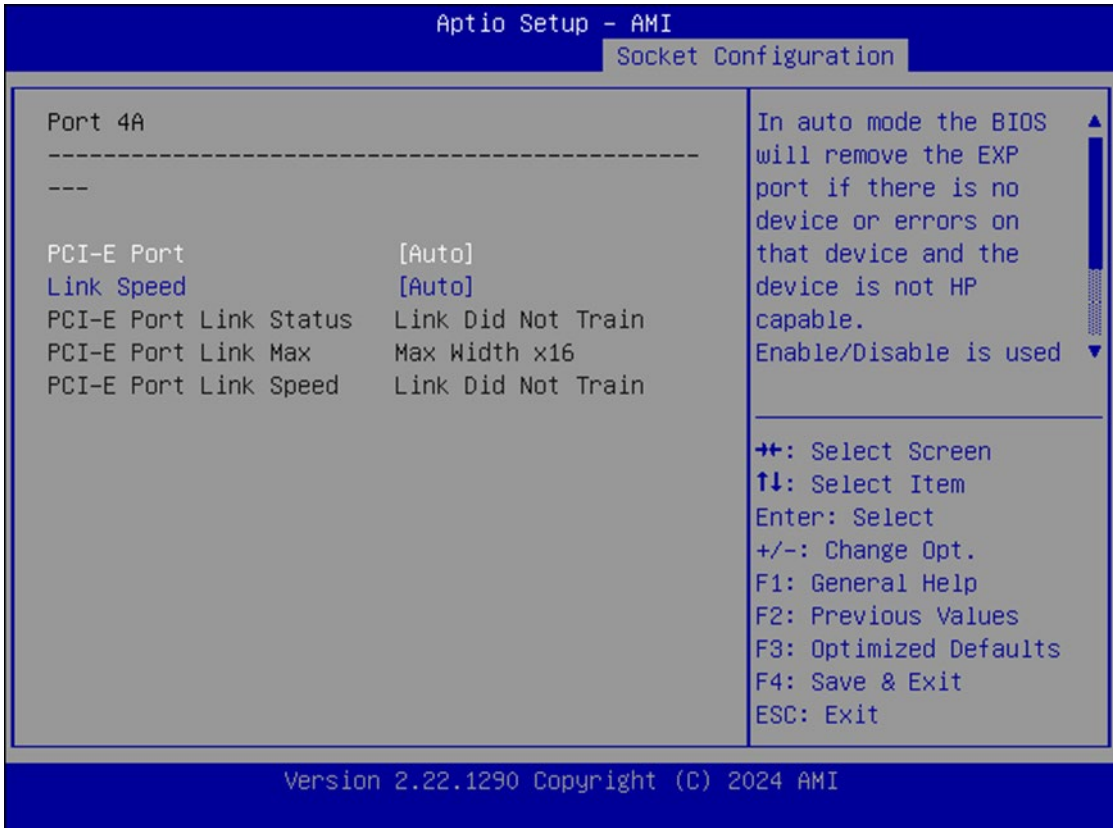 Aptio Setup – AMI
Socket Configuration
Port 4A
-----------------------------------------------
---
PCI-E Port [Auto]
Link Speed [Auto]
PCI-E Port Link Status Link Did Not Train
PCI-E Port Link Max Max Width x16
PCI-E Port Link Speed Link Did Not Train
In auto mode the BIOS
will remove the EXP
port if there is no
device or errors on
that device and the
device is not HP
capable.
Enable/Disable is used
→←: Select Screen
↑↓: Select Item
Enter: Select
+/-: Change Opt.
F1: General Help
F2: Previous Values
F3: Optimized Defaults
F4: Save & Exit
ESC: Exit
Version 2.22.1290 Copyright (C) 2024 AMI